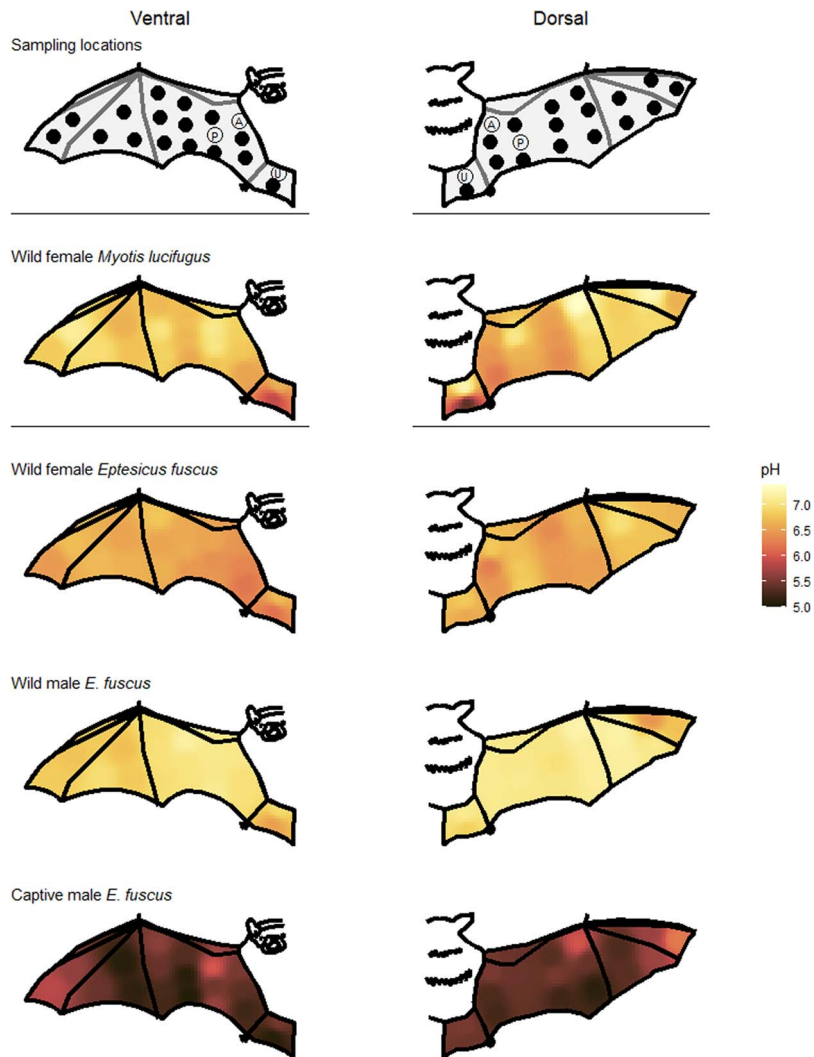 Ventral Dorsal
Sampling locations
A
P
U
A
P
U
Wild female Myotis lucifugus
Wild female Eptesicus fuscus
pH
7.0
6.5
6.0
5.5
5.0
Wild male E. fuscus
Captive male E. fuscus